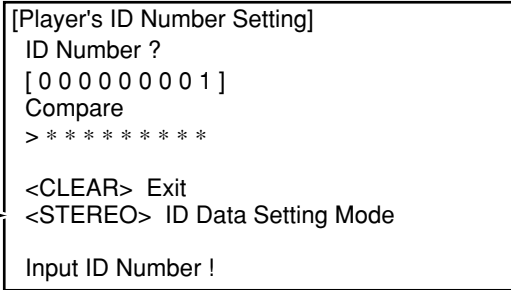 [Player's ID Number Setting]
ID Number ?
[ 0 0 0 0 0 0 0 0 1 ]
Compare
> * * * * * * * * *
<CLEAR> Exit
<STEREO> ID Data Setting Mode
Input ID Number !